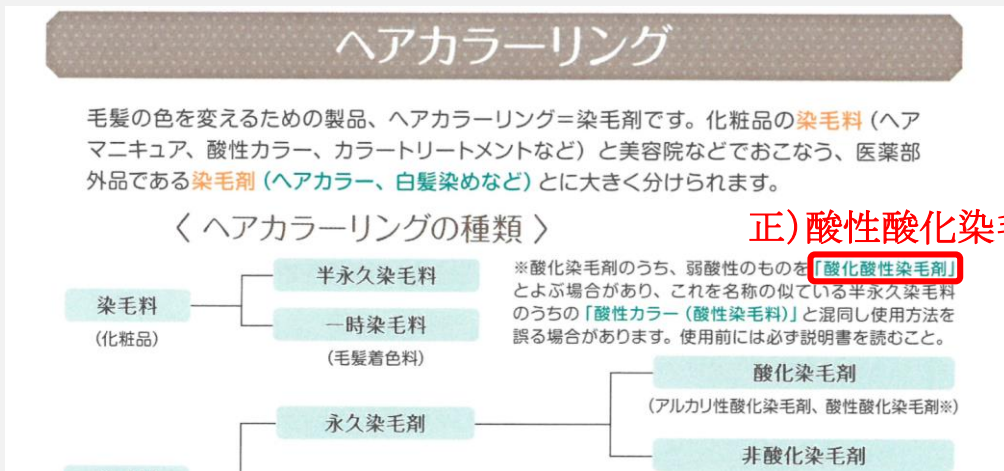 ヘアカラーリング
毛髪の色を変えるための製品、ヘアカラーリング＝染毛剤です。化粧品の染毛料（ヘア
マニキュア、酸性カラー、カラートリートメントなど）と美容院などでおこなう、医薬部
外品である染毛剤（ヘアカラー、白髪染めなど）とに大きく分けられます。
〈 ヘアカラーリングの種類 〉
正）酸性酸化染
※酸化染毛剤のうち、弱酸性のものを「酸化酸性染毛剤」
とよぶ場合があり、これを名称の似ている半永久染毛料
のうちの「酸性カラー（酸性染毛料）」と混同し使用方法を
誤る場合があります。使用前には必ず説明書を読むこと。
染毛料
（化粧品）
半永久染毛料
一時染毛料
（毛髪着色料）
永久染毛剤
酸化染毛剤
（アルカリ性酸化染毛剤、酸性酸化染毛剤※）
非酸化染毛剤